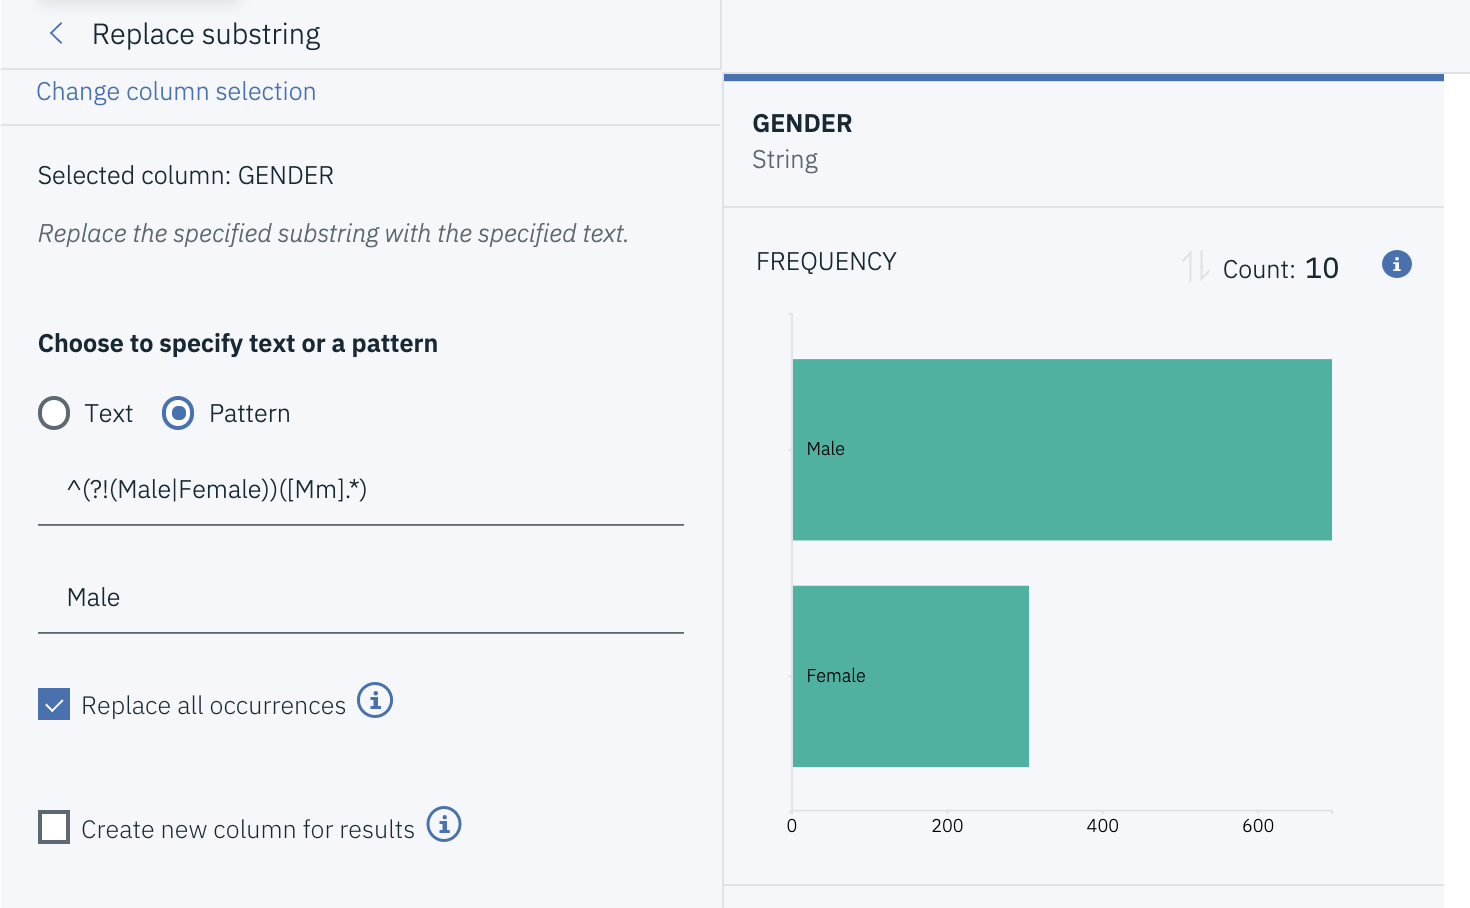 Replace substring
Change column selection
Selected column: GENDER
Replace the specified substring with the specified text.
Choose to specify text or a pattern
Text
Pattern
^(?!(Male|Female))([Mm].*)
Male
Replace all occurrences
Create new column for results
GENDER
String
FREQUENCY
Count: 10
Male
Female
0 200 400 600